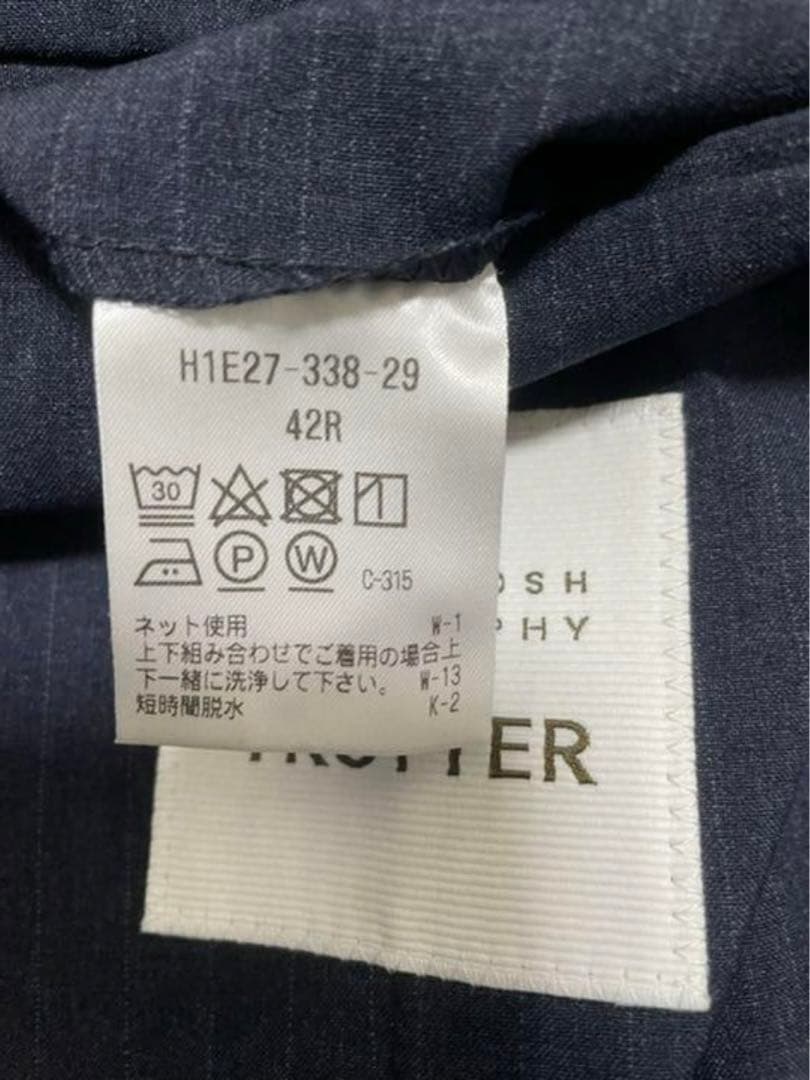 H1E27-338-29
42R
30
P W C-315
ネット使用 W-1
上下組み合わせでご着用の場合上
下一緒に洗浄して下さい。 W-13
短時間脱水 K-2
OSH
PHY
TROTTER